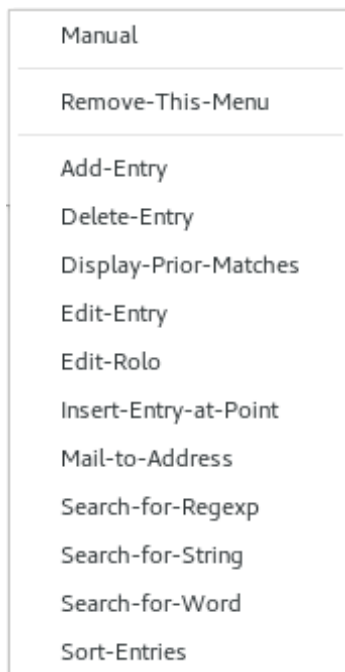 Manual
Remove-This-Menu
Add-Entry
Delete-Entry
Display-Prior-Matches
Edit-Entry
Edit-Rolo
Insert-Entry-at-Point
Mail-to-Address
Search-for-Regexp
Search-for-String
Search-for-Word
Sort-Entries